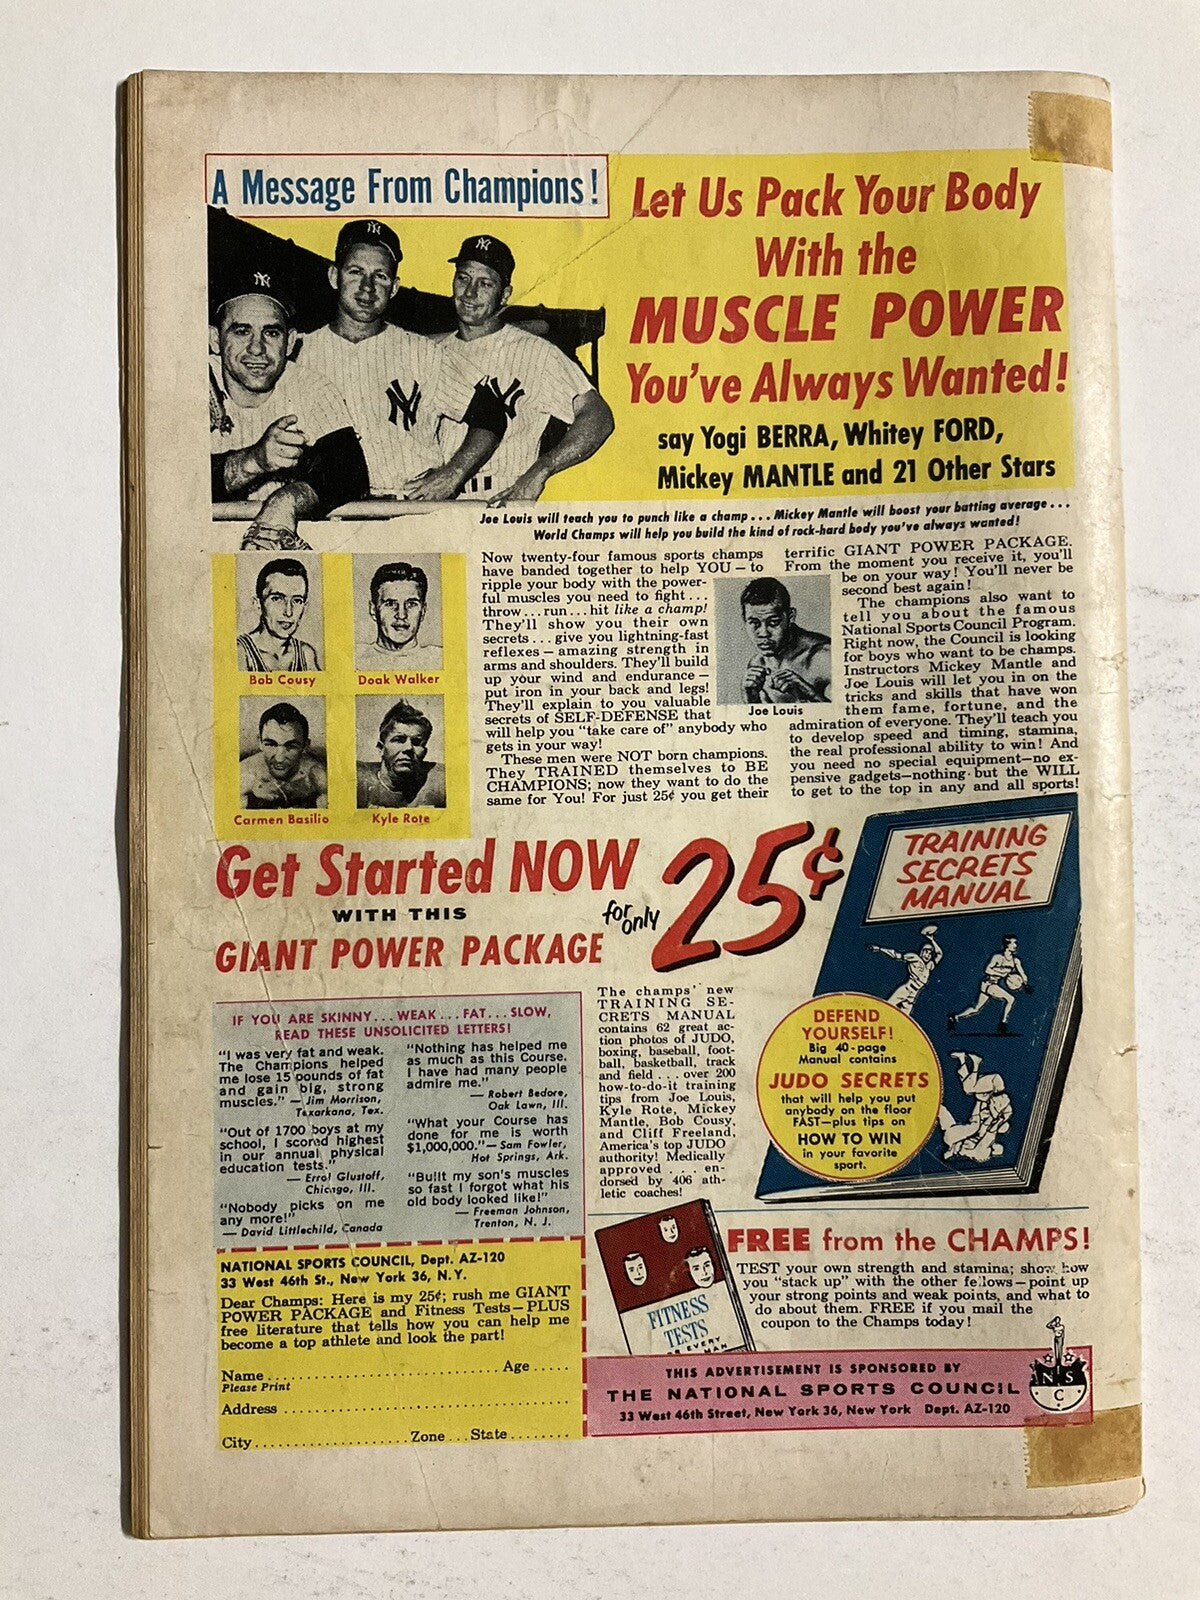 A Message From Champions!
Let Us Pack Your Body
With the
MUSCLE POWER
You've Always Wanted!
say Yogi BERRA, Whitey FORD,
Mickey MANTLE and 21 Other Stars
Joe Louis will teach you to punch like a champ . . . Mickey Mantle will boost your batting average . . .
World Champs will help you build the kind of rock-hard body you've always wanted!
Bob Cousy
Doak Walker
Carmen Basilio
Kyle Rote
Now twenty-four famous sports champs
have banded together to help YOU — to
ripple your body with the power-
ful muscles you need to fight . . .
throw . . . run . . . hit like a champ!
They'll show you their own
secrets . . . give you lightning-fast
reflexes — amazing strength in
arms and shoulders. They'll build
up your wind and endurance —
put iron in your back and legs!
They'll explain to you valuable
secrets of SELF-DEFENSE that
will help you "take care of" anybody who
gets in your way!
These men were NOT born champions.
They TRAINED themselves to BE
CHAMPIONS; now they want to do the
same for You! For just 25¢ you get their
terrific GIANT POWER PACKAGE.
From the moment you receive it, you'll
be on your way! You'll never be
second best again!
The champions also want to
tell you about the famous
National Sports Council Program.
Right now, the Council is looking
for boys who want to be champs.
Instructors Mickey Mantle and
Joe Louis will let you in on the
tricks and skills that have won
them fame, fortune, and the
admiration of everyone. They'll teach you
to develop speed and timing, stamina,
the real professional ability to win! And
you need no special equipment—no ex-
pensive gadgets—nothing but the WILL
to get to the top in any and all sports!
Joe Louis
Get Started NOW
WITH THIS
GIANT POWER PACKAGE
for only
25¢
TRAINING
SECRETS
MANUAL
DEFEND
YOURSELF!
Big 40-page
Manual contains
JUDO SECRETS
that will help you put
anybody on the floor
FAST—plus tips on
HOW TO WIN
in your favorite
sport.
The champs' new
TRAINING SE-
CRETS MANUAL
contains 62 great ac-
tion photos of JUDO,
boxing, baseball, foot-
ball, basketball, track
and field . . . over 200
how-to-do-it training
tips from Joe Louis,
Kyle Rote, Mickey
Mantle, Bob Cousy,
and Cliff Freeland,
America's top JUDO
authority! Medically
approved . . . en-
dorsed by 406 ath-
letic coaches!
IF YOU ARE SKINNY...WEAK...FAT...SLOW,
READ THESE UNSOLICITED LETTERS!
"I was very fat and weak.
The Champions helped
me lose 15 pounds of fat
and gain big, strong
muscles." — Jim Morrison,
Texarkana, Tex.
"Out of 1700 boys at my
school, I scored highest
in our annual physical
education tests."
— Errol Glustoff,
Chicago, Ill.
"Nobody picks on me
any more!"
— David Littlechild, Canada
"Nothing has helped me
as much as this Course.
I have had many people
admire me."
— Robert Bedore,
Oak Lawn, Ill.
"What your Course has
done for me is worth
$1,000,000."— Sam Fowler,
Hot Springs, Ark.
"Built my son's muscles
so fast I forgot what his
old body looked like!"
— Freeman Johnson,
Trenton, N. J.
NATIONAL SPORTS COUNCIL, Dept. AZ-120
33 West 46th St., New York 36, N.Y.
Dear Champs: Here is my 25¢; rush me GIANT
POWER PACKAGE and Fitness Tests—PLUS
free literature that tells how you can help me
become a top athlete and look the part!
Name . . . . . . . . . . Age . . . . .
Please Print
Address . . . . . . . . . .
City . . . . . . . . . . Zone . . . State . . . . . . . .
FITNESS
TESTS
FOR EVERY
MAN
FREE from the CHAMPS!
TEST your own strength and stamina; show how
you "stack up" with the other fellows—point up
your strong points and weak points, and what to
do about them. FREE if you mail the
coupon to the Champs today!
THIS ADVERTISEMENT IS SPONSORED BY
THE NATIONAL SPORTS COUNCIL
33 West 46th Street, New York 36, New York Dept. AZ-120
N S
C